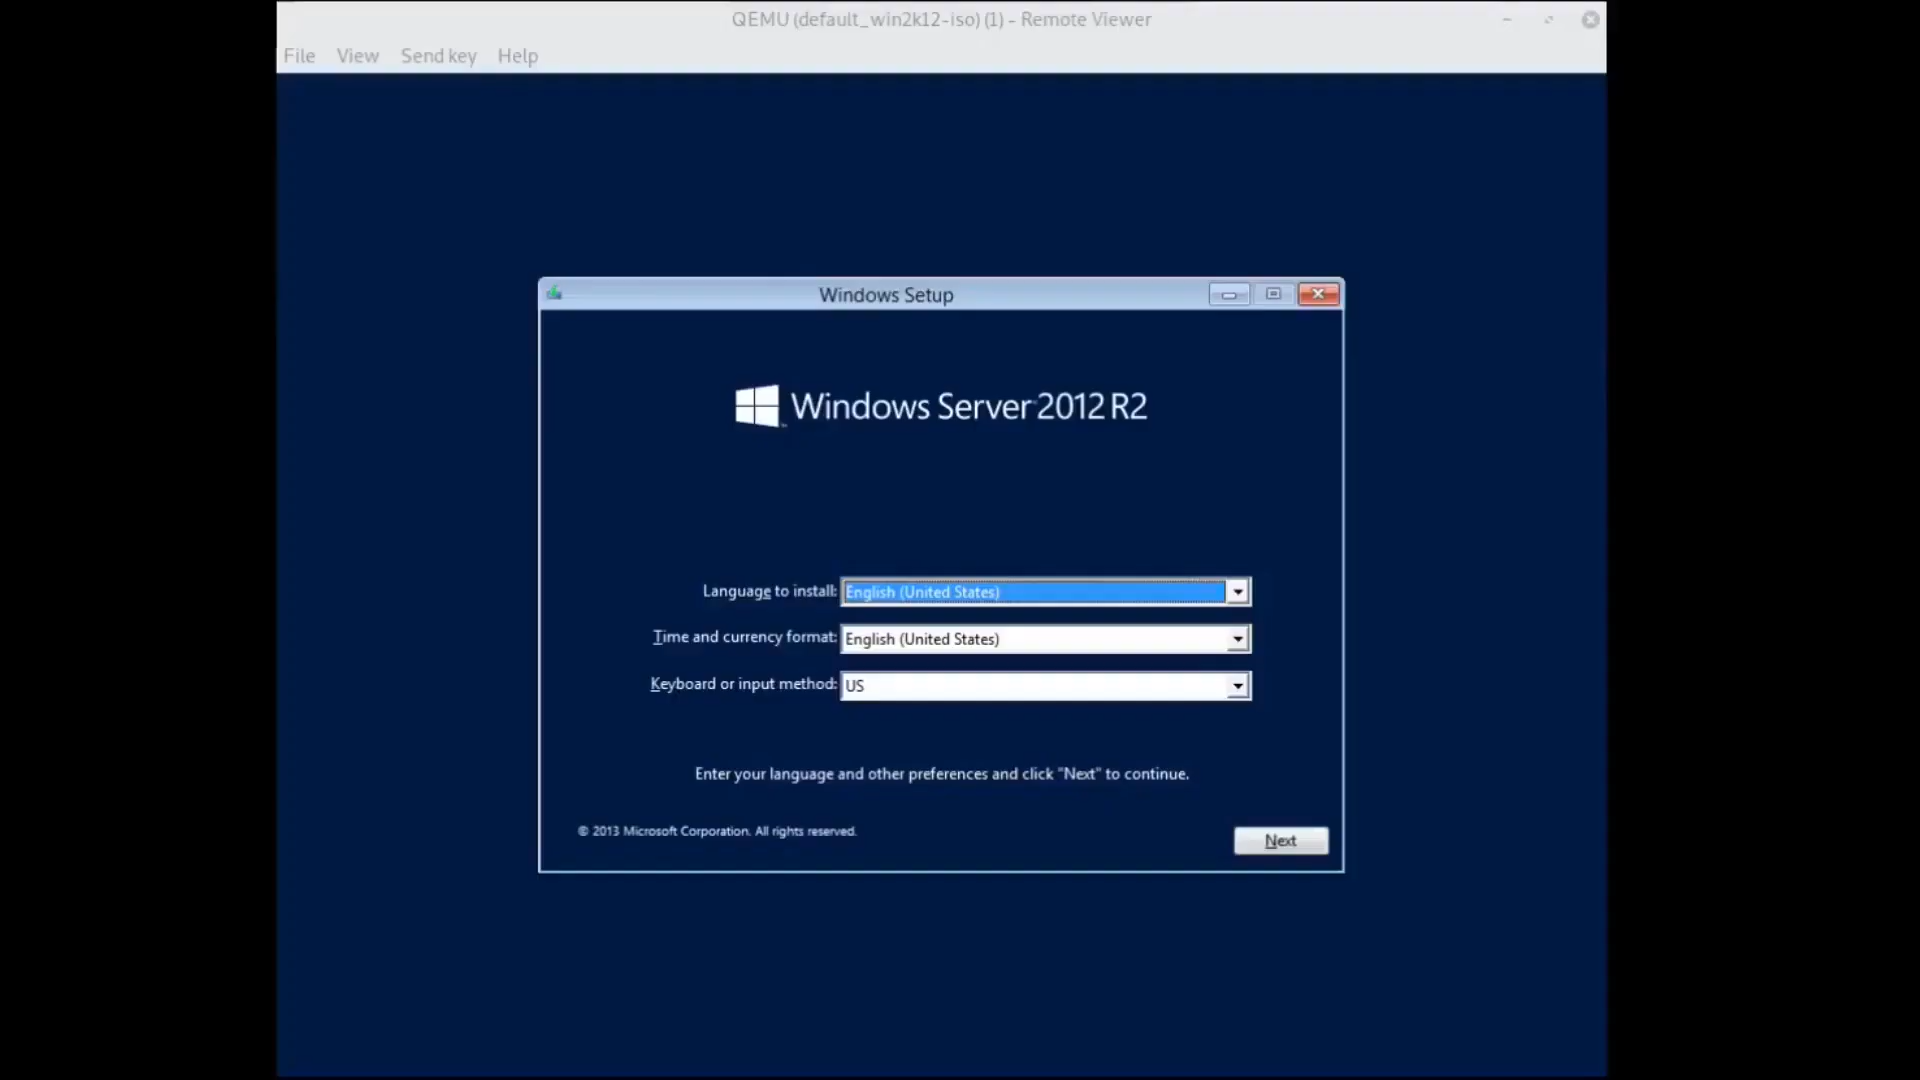 QEMU (default_win2k12-iso) (1) - Remote Viewer
File View Send key Help
Windows Setup
Windows Server 2012 R2
Language to install: English (United States)
Time and currency format: English (United States)
Keyboard or input method: US
Enter your language and other preferences and click "Next" to continue.
© 2013 Microsoft Corporation. All rights reserved.
Next